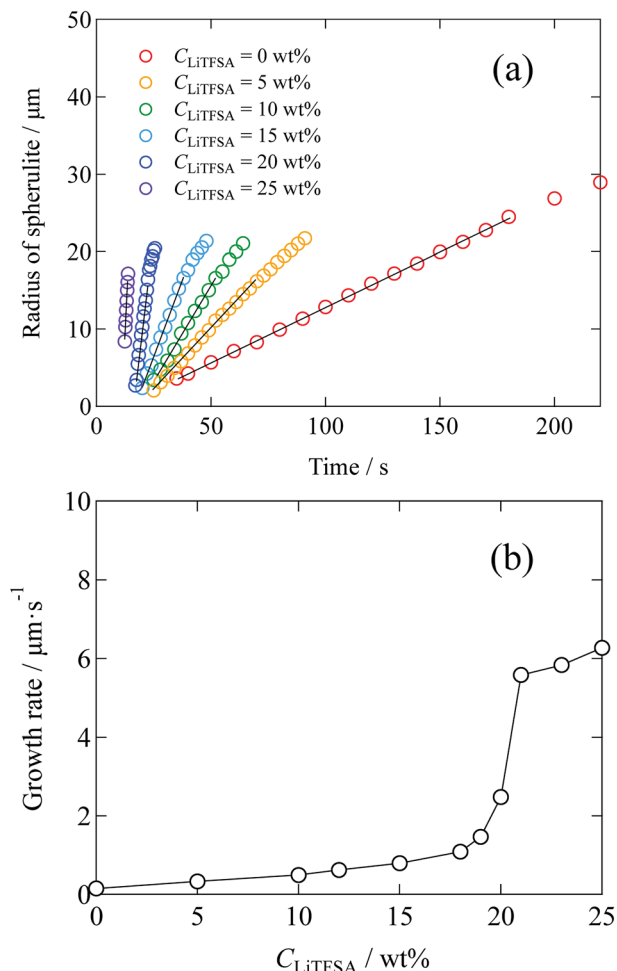 50
40
30
20
10
0
Radius of spherulite / μm
C_LiTFSA = 0 wt%
C_LiTFSA = 5 wt%
C_LiTFSA = 10 wt%
C_LiTFSA = 15 wt%
C_LiTFSA = 20 wt%
C_LiTFSA = 25 wt%
(a)
0 50 100 150 200
Time / s
10
8
6
4
2
0
Growth rate / μm·s⁻¹
(b)
0 5 10 15 20 25
C_LiTFSA / wt%